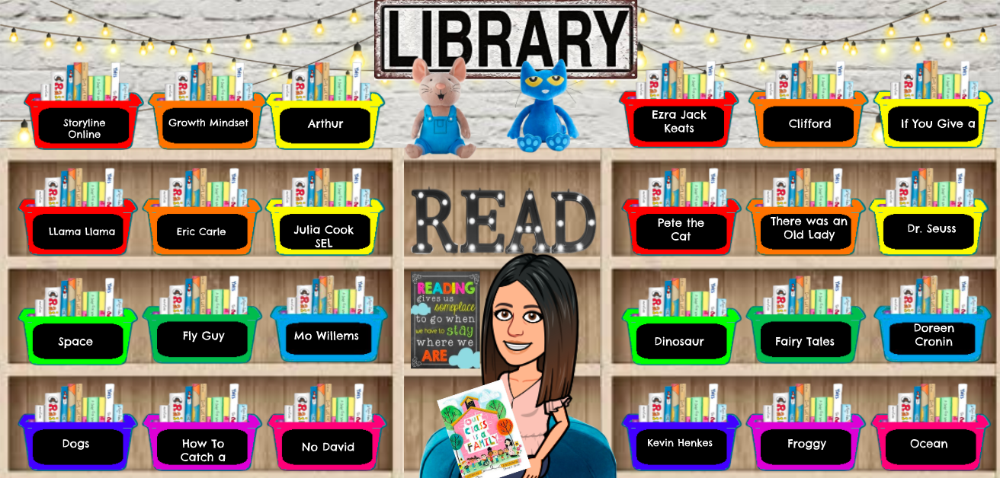 LIBRARY
Storyline
Online
Growth Mindset
Arthur
Ezra Jack
Keats
Clifford
If You Give a
LLama Llama
Eric Carle
Julia Cook
SEL
READ
Pete the
Cat
There was an
Old Lady
Dr. Seuss
Space
Fly Guy
Mo Willems
READING
gives us
someplace
to go when
we have to stay
where we
ARE
Dinosaur
Fairy Tales
Doreen
Cronin
Dogs
How To
Catch a
No David
OUR
CLASS
IS A
FAMILY
Kevin Henkes
Froggy
Ocean